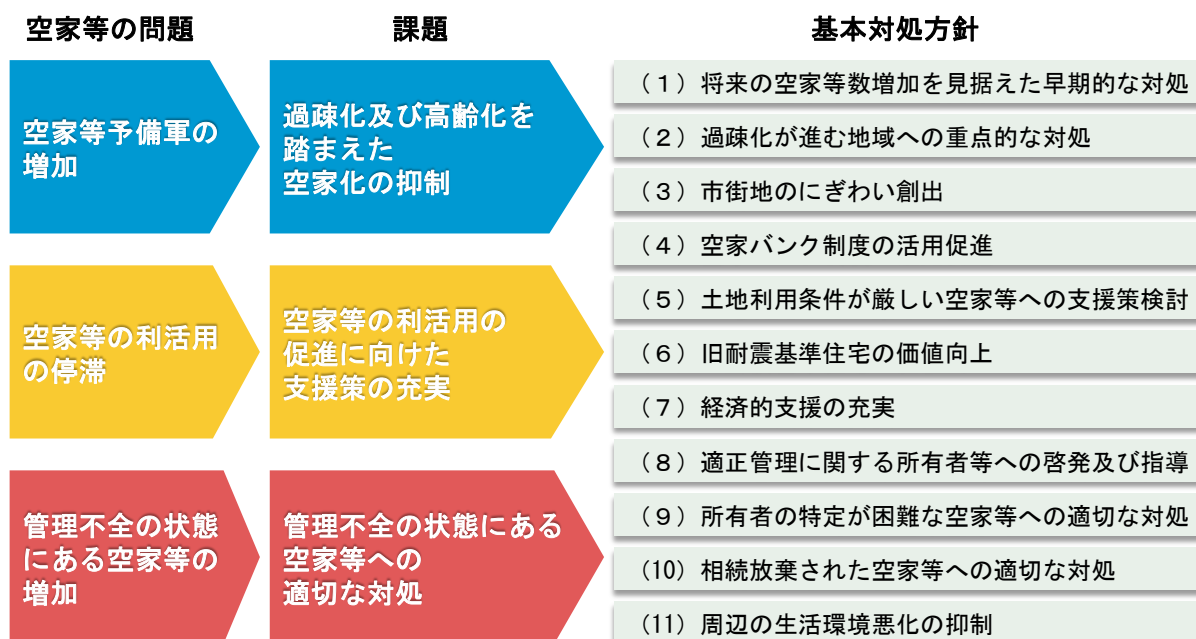 空家等の問題
課題
基本対処方針
空家等予備軍の
増加
過疎化及び高齢化を
踏まえた
空家化の抑制
空家等の利活用
の停滞
空家等の利活用の
促進に向けた
支援策の充実
管理不全の状態
にある空家等の
増加
管理不全の状態にある
空家等への
適切な対処
（１）将来の空家等数増加を見据えた早期的な対処
（２）過疎化が進む地域への重点的な対処
（３）市街地のにぎわい創出
（４）空家バンク制度の活用促進
（５）土地利用条件が厳しい空家等への支援策検討
（６）旧耐震基準住宅の価値向上
（７）経済的支援の充実
（８）適正管理に関する所有者等への啓発及び指導
（９）所有者の特定が困難な空家等への適切な対処
（10）相続放棄された空家等への適切な対処
（11）周辺の生活環境悪化の抑制